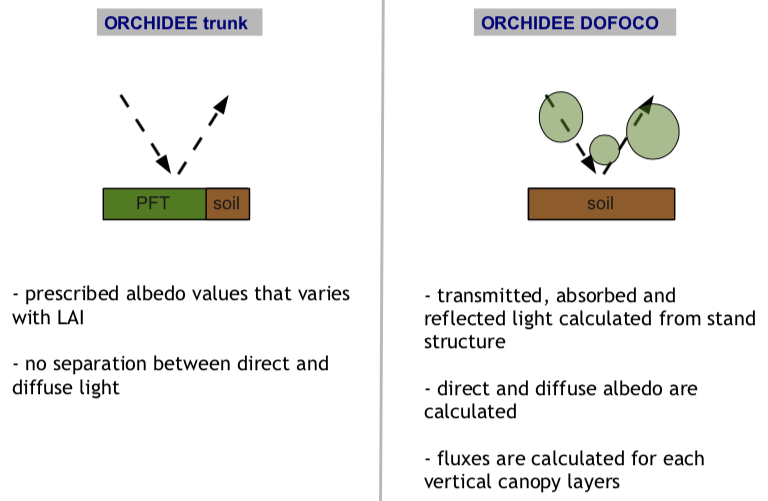 ORCHIDEE trunk
PFT
soil
- prescribed albedo values that varies
with LAI
- no separation between direct and
diffuse light
ORCHIDEE DOFOCO
soil
- transmitted, absorbed and
reflected light calculated from stand
structure
- direct and diffuse albedo are
calculated
- fluxes are calculated for each
vertical canopy layers